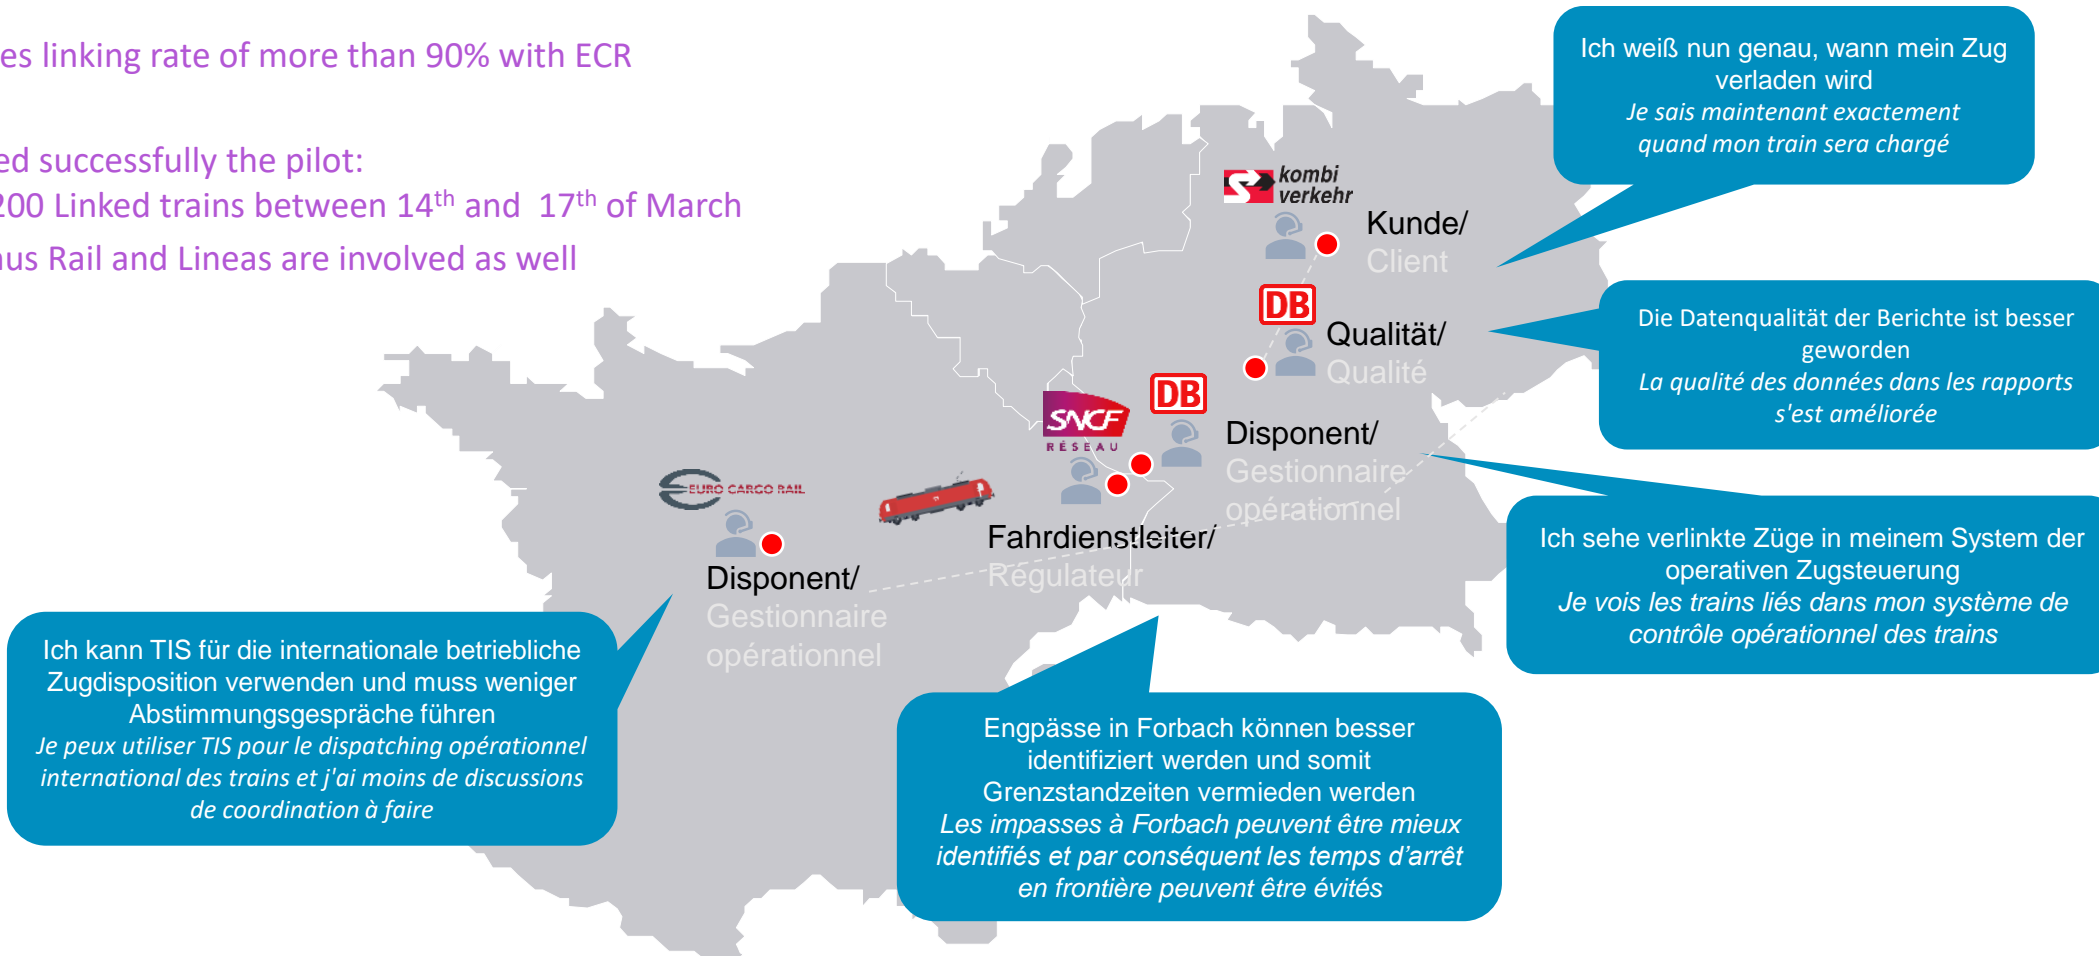 es linking rate of more than 90% with ECR
ed successfully the pilot:
200 Linked trains between 14th and 17th of March
us Rail and Lineas are involved as well
Ich weiß nun genau, wann mein Zug
verladen wird
Je sais maintenant exactement
quand mon train sera chargé
kombi
verkehr
Kunde/
Client
DB
Qualität/
Qualité
Die Datenqualität der Berichte ist besser
geworden
La qualité des données dans les rapports
s'est améliorée
DB
SNCF
RÉSEAU
Disponent/
Gestionnaire
opérationnel
EURO CARGO RAIL
Fahrdienstleiter/
Régulateur
Disponent/
Gestionnaire
opérationnel
Ich sehe verlinkte Züge in meinem System der
operativen Zugsteuerung
Je vois les trains liés dans mon système de
contrôle opérationnel des trains
Ich kann TIS für die internationale betriebliche
Zugdisposition verwenden und muss weniger
Abstimmungsgespräche führen
Je peux utiliser TIS pour le dispatching opérationnel
international des trains et j'ai moins de discussions
de coordination à faire
Engpässe in Forbach können besser
identifiziert werden und somit
Grenzstandzeiten vermieden werden
Les impasses à Forbach peuvent être mieux
identifiés et par conséquent les temps d'arrêt
en frontière peuvent être évités